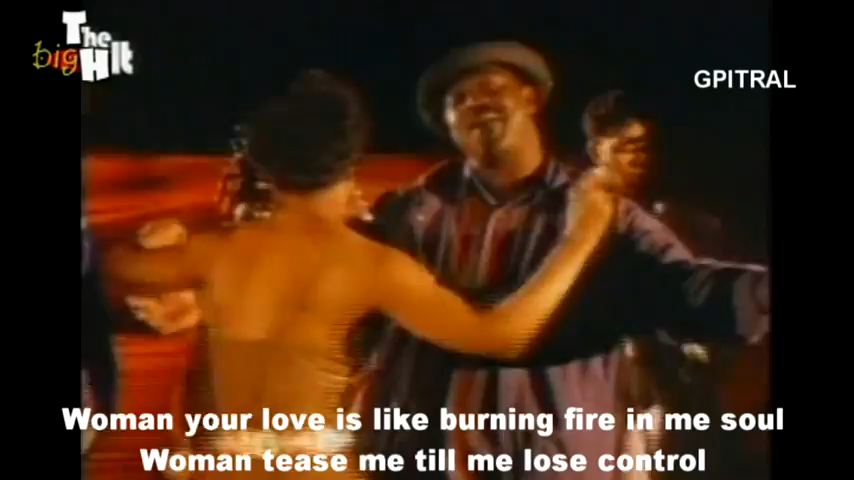 The
big HIt
GPITRAL
Woman your love is like burning fire in me soul
Woman tease me till me lose control